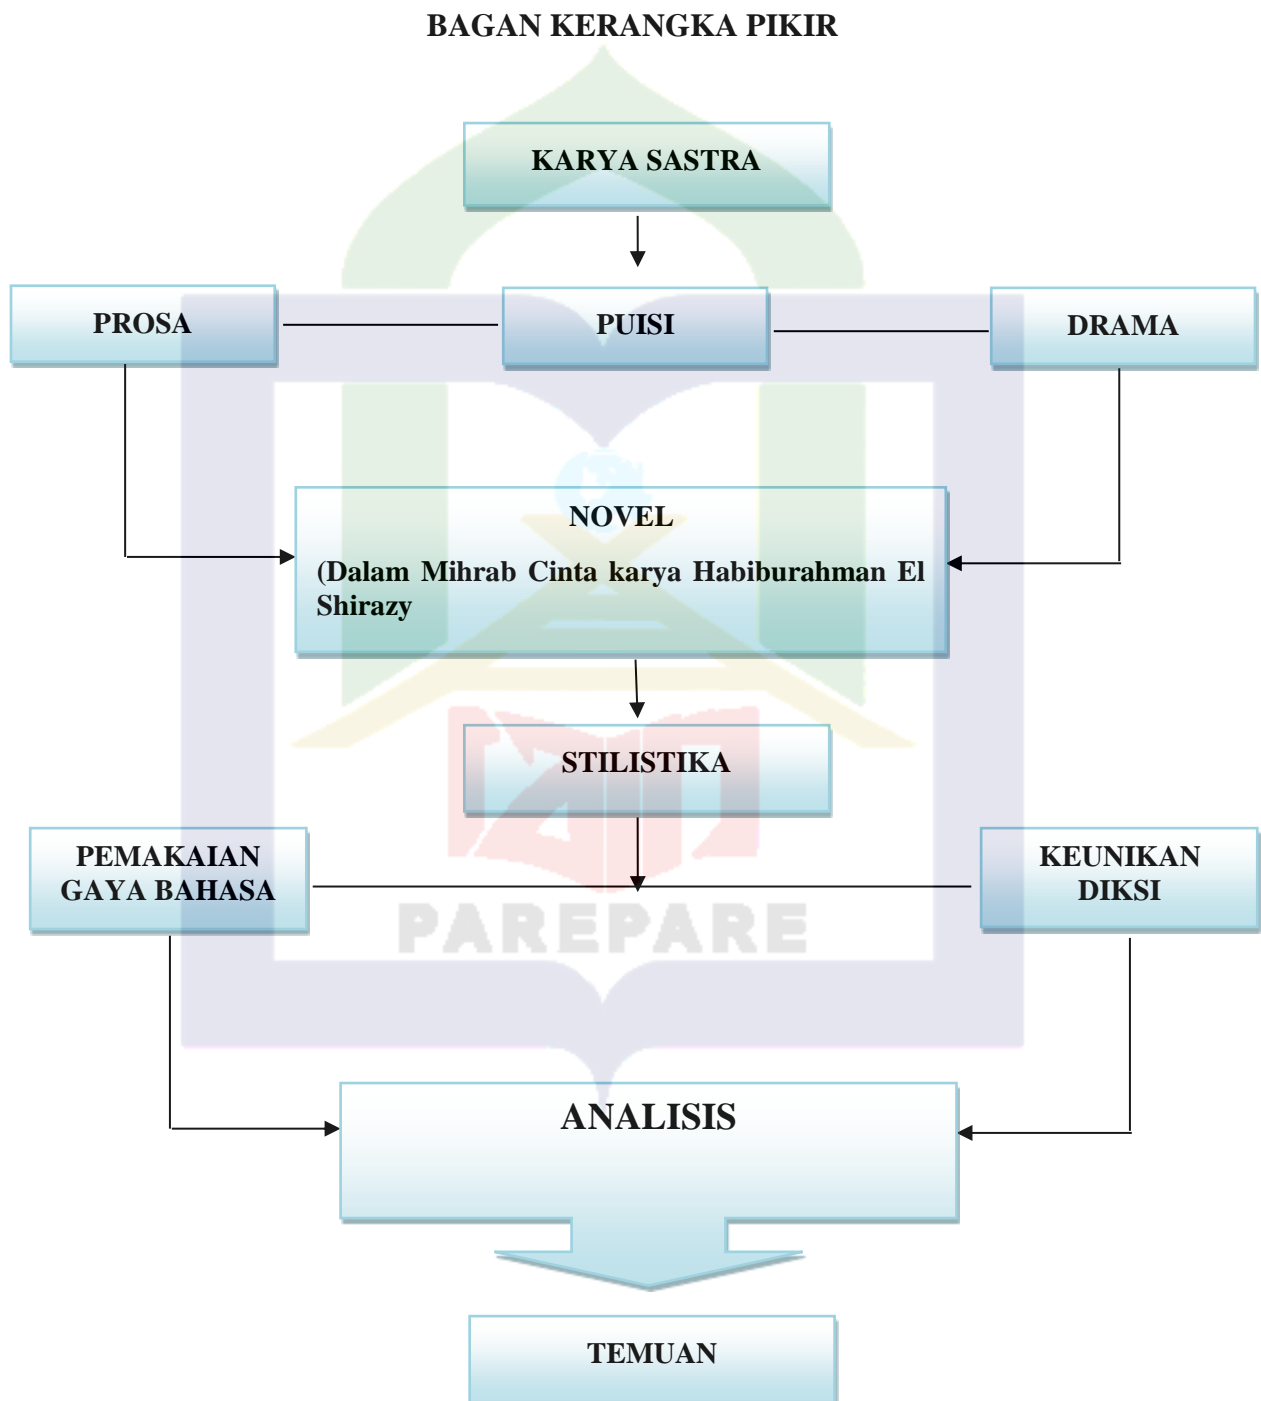 BAGAN KERANGKA PIKIR
KARYA SASTRA
PROSA
PUISI
DRAMA
NOVEL
(Dalam Mihrab Cinta karya Habiburahman El
Shirazy
STILISTIKA
PEMAKAIAN
GAYA BAHASA
KEUNIKAN
DIKSI
PAREPARE
ANALISIS
TEMUAN